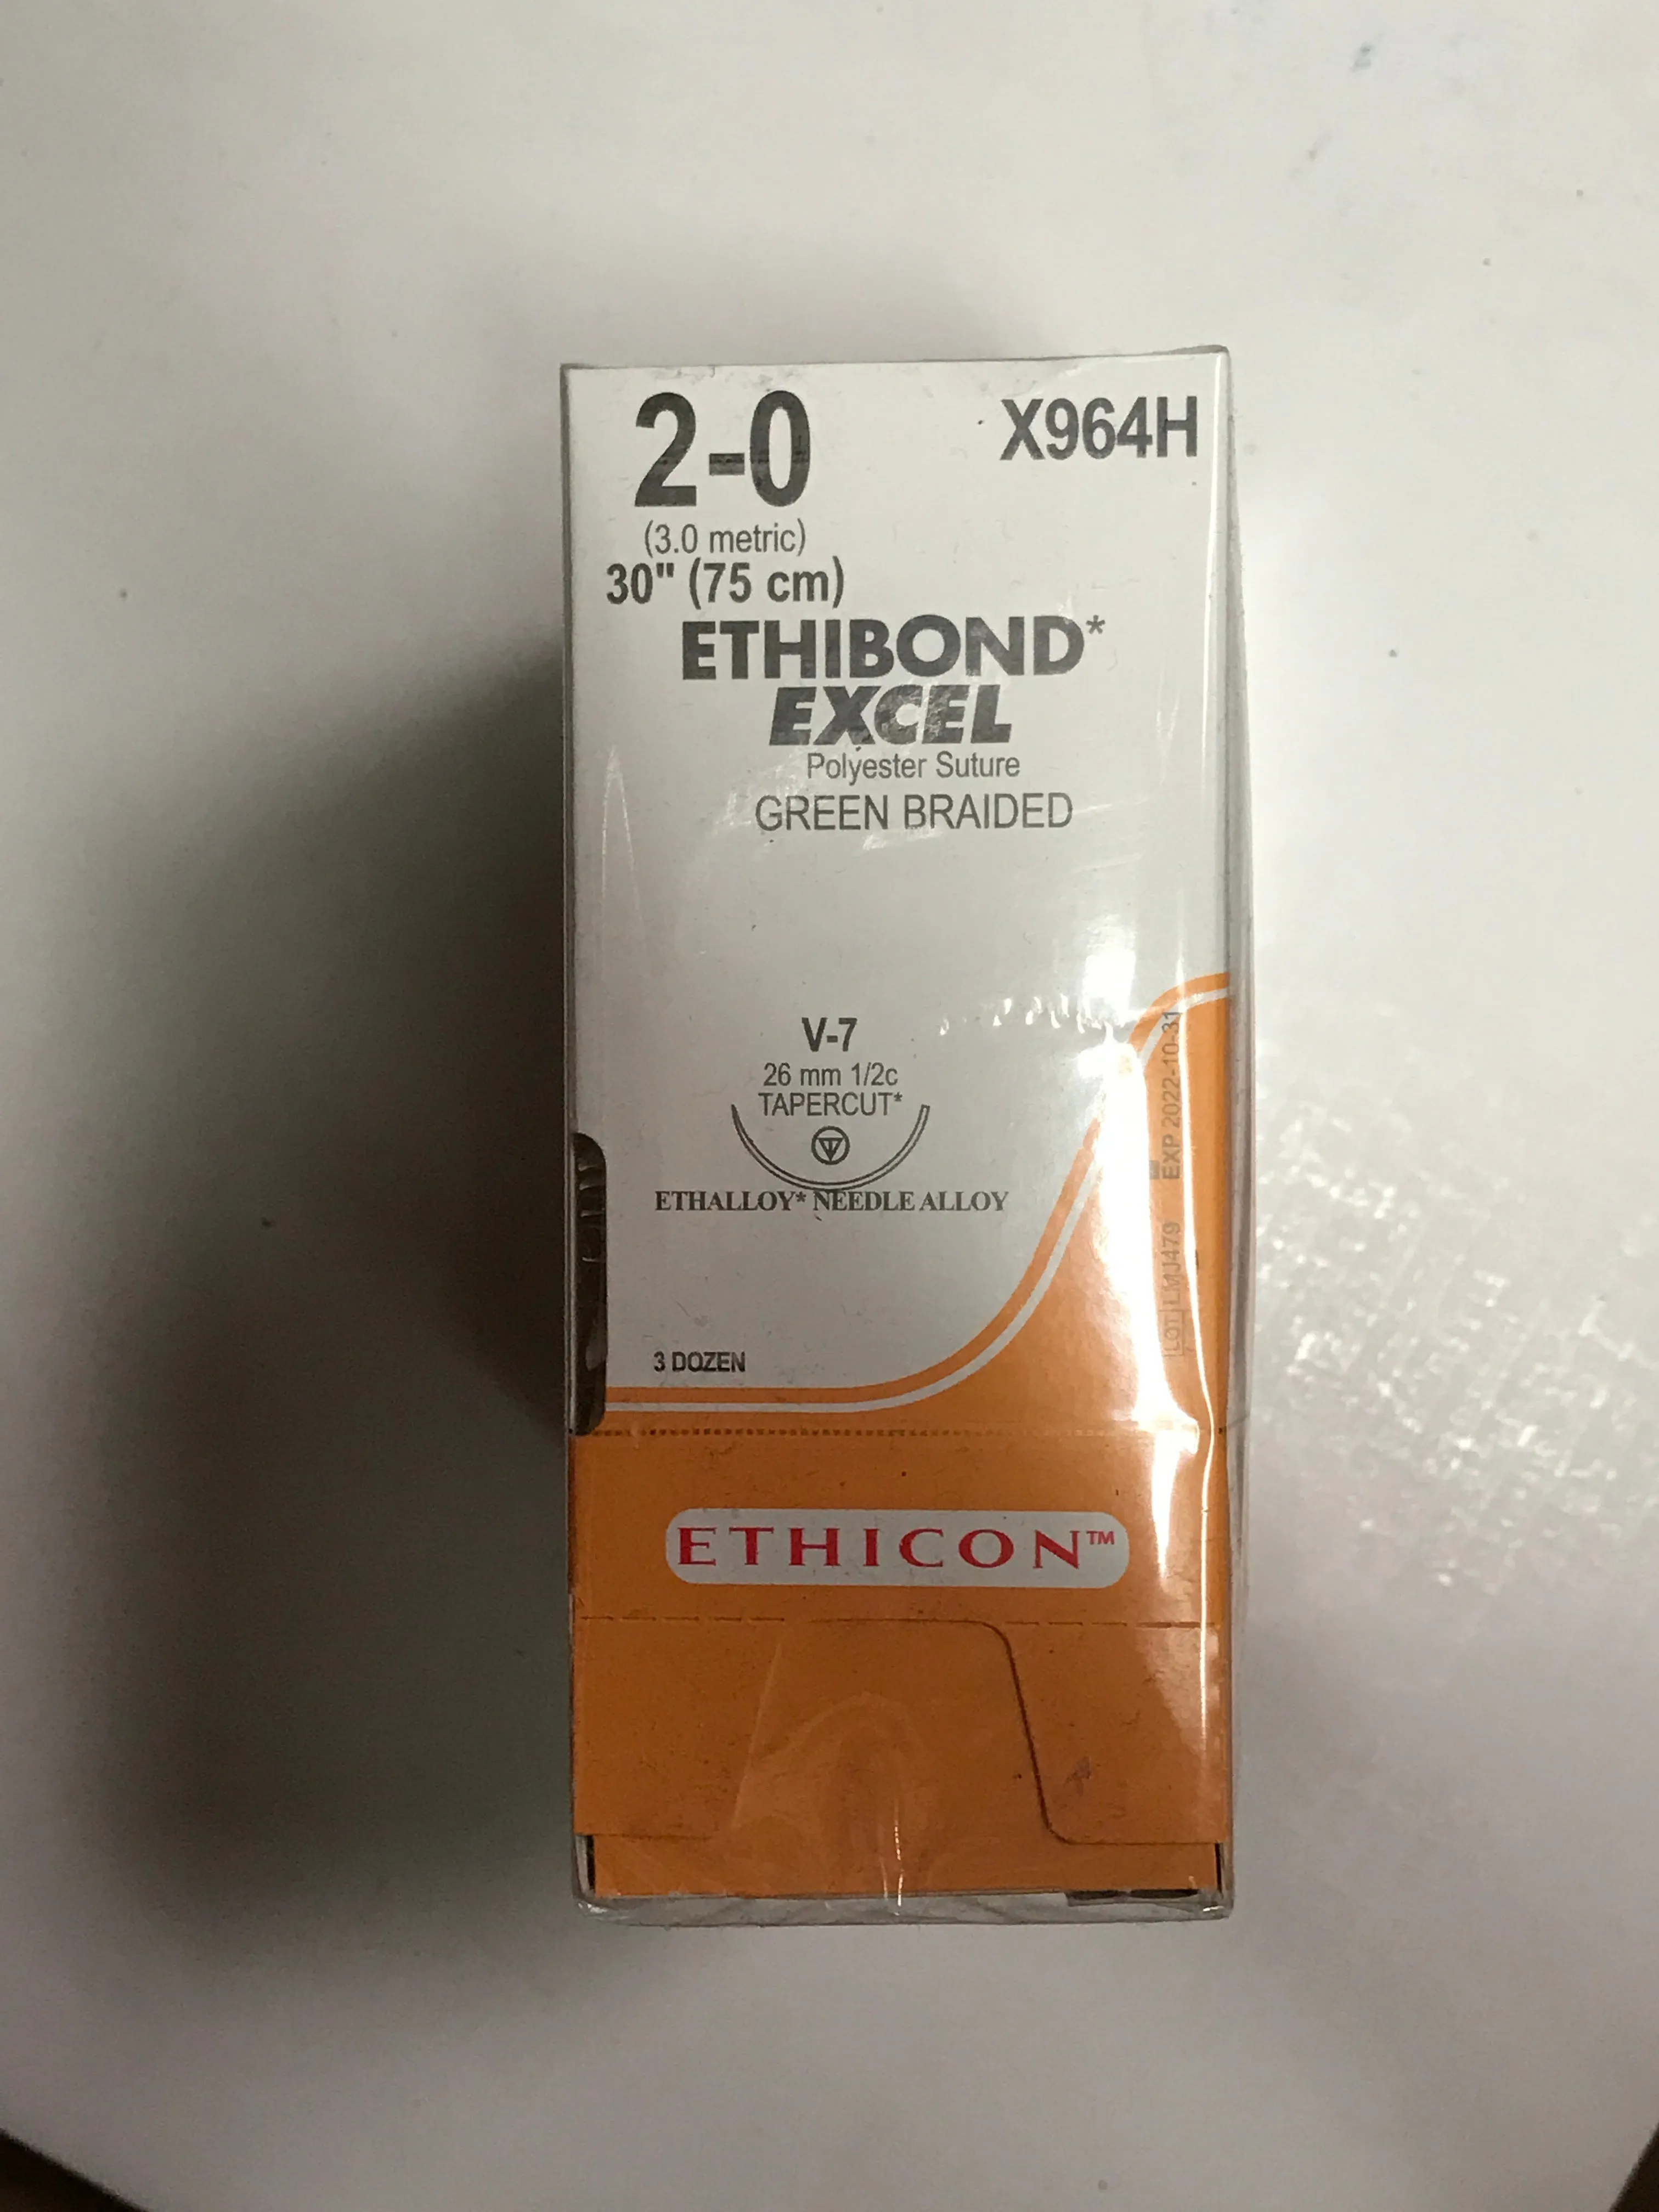 2-0
X964H
(3.0 metric)
30" (75 cm)
ETHIBOND*
EXCEL
Polyester Suture
GREEN BRAIDED
V-7
26 mm 1/2c
TAPERCUT*
ETHALLOY* NEEDLE ALLOY
3 DOZEN
LOT LMJ479 EXP 2022-10-31
ETHICON™